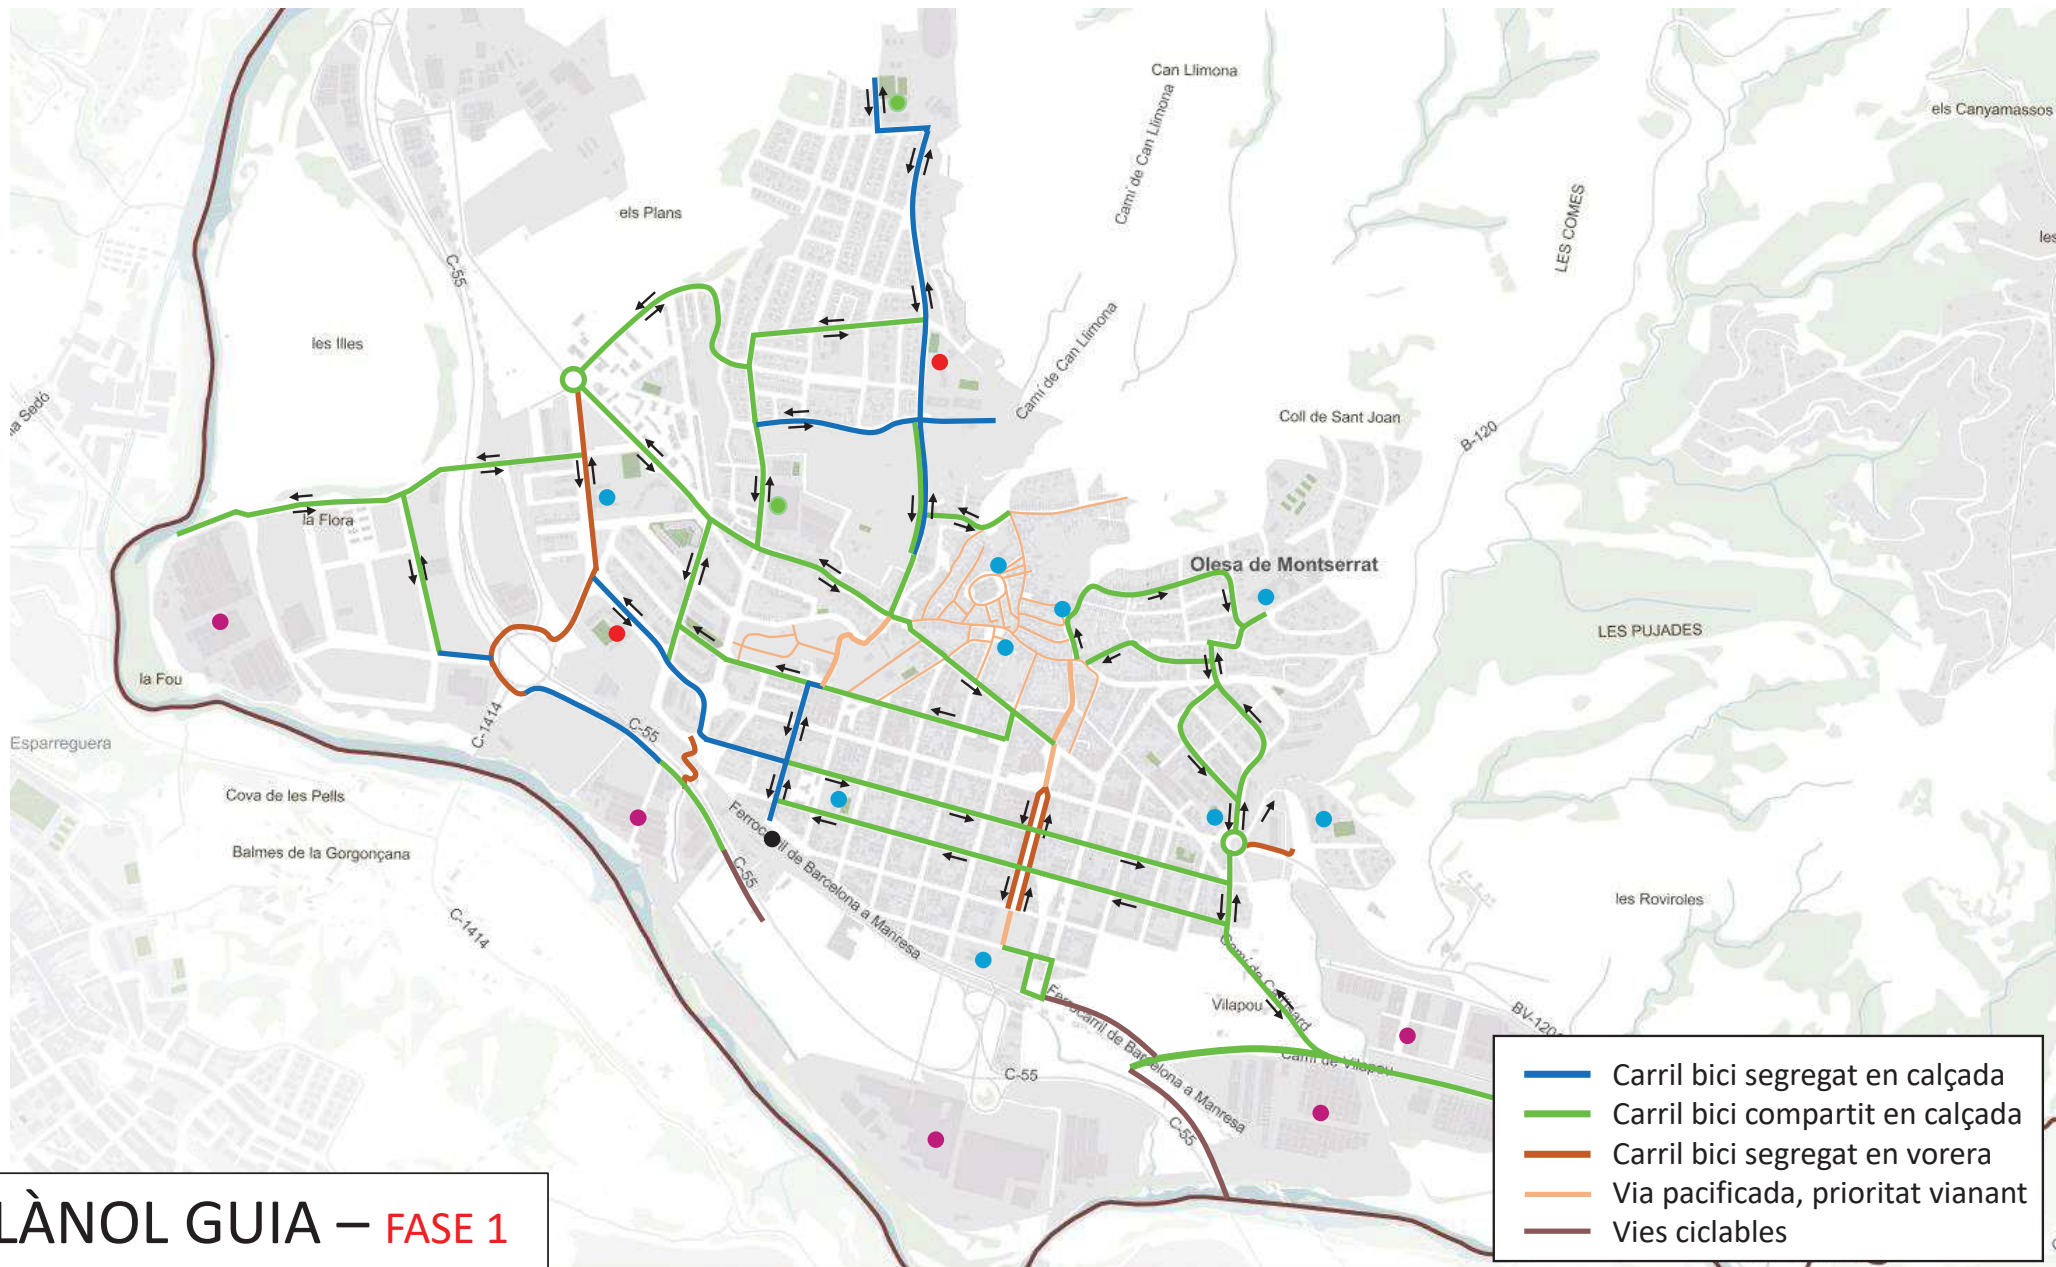 Can Llimona
els Canyamassos
Camí de Can Llimona
els Plans
LES COMES
les
C-55
Camí de Can Llimona
les Illes
Coll de Sant Joan
B-120
la Flora
Olesa de Montserrat
LES PUJADES
la Fou
C-1414
C-55
Esparreguera
Cova de les Pells
Balmes de la Gorgonçana
Ferrocarril de Barcelona a Manresa
C-55
C-1414
les Roviroles
Vilapou
Ferrocarril de Barcelona a Manresa
BV-1201
Camí de Vilapou
C-55
C-55
Carril bici segregat en calçada
Carril bici compartit en calçada
Carril bici segregat en vorera
Via pacificada, prioritat vianant
Vies ciclables
LÀNOL GUIA – FASE 1